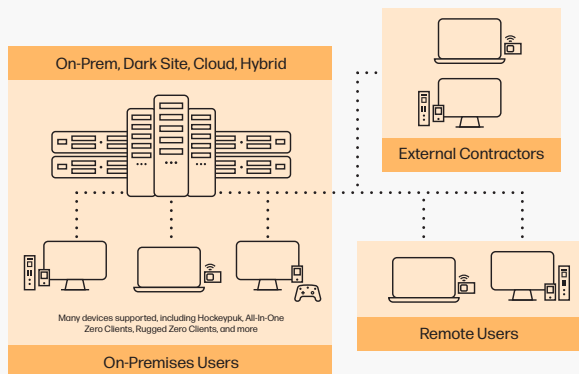 On-Prem, Dark Site, Cloud, Hybrid
Many devices supported, including Hockeypuk, All-In-One
Zero Clients, Rugged Zero Clients, and more
On-Premises Users
External Contractors
Remote Users